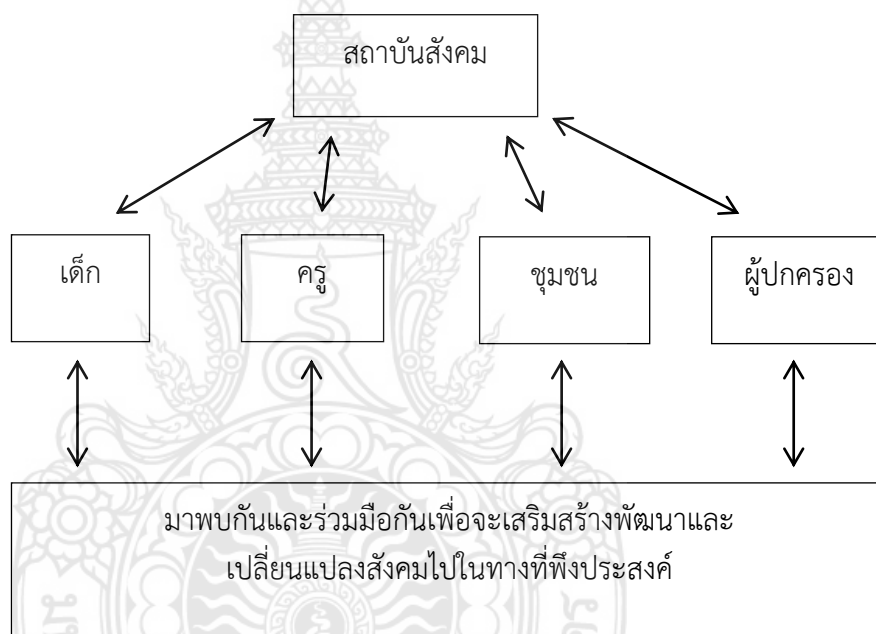 สถาบันสังคม
เด็ก
ครู
ชุมชน
ผู้ปกครอง
มาพบกันและร่วมมือกันเพื่อจะเสริมสร้างพัฒนาและ
เปลี่ยนแปลงสังคมไปในทางที่พึงประสงค์